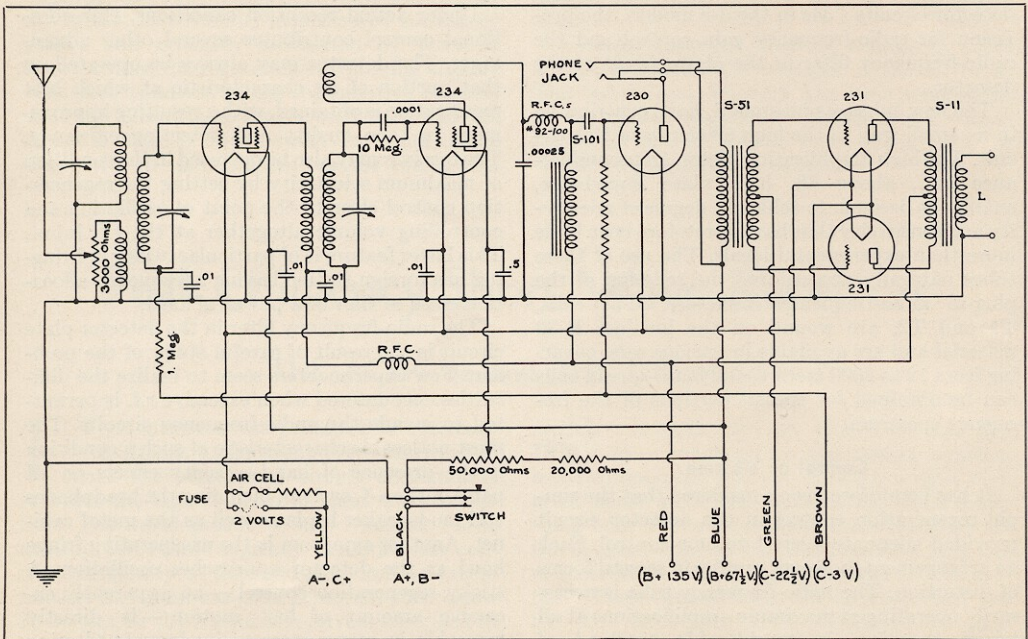 234
234
230
231
231
PHONE
JACK
S-51
S-11
R.F.C.s
#92-100
S-101
.00025
.0001
10 Meg.
L
3000 Ohms
.01
.01
.01
.01
.5
1 Meg.
R.F.C.
50,000 Ohms
20,000 Ohms
AIR CELL
FUSE
2 VOLTS
SWITCH
YELLOW
BLACK
RED
BLUE
GREEN
BROWN
A-, C+
A+, B-
(B+ 135 V) (B+67½V) (C-22½V) (C-3 V)